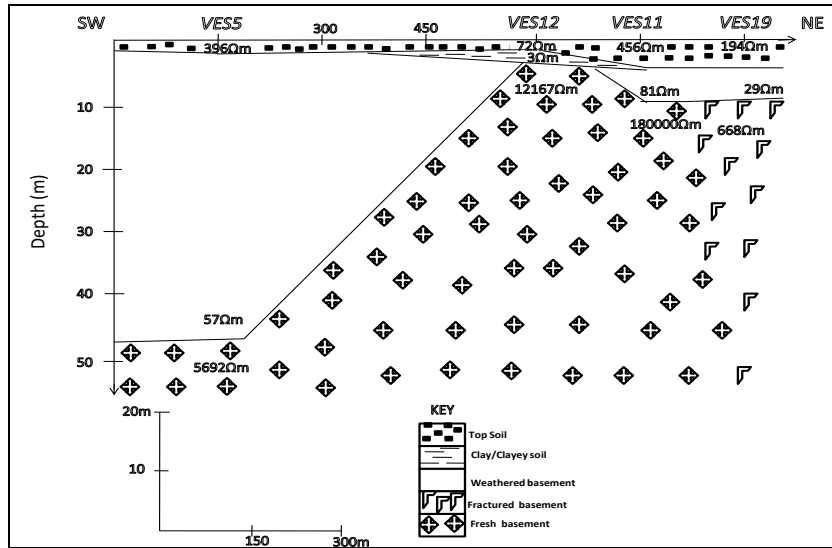 SW VES5 300 450 VES12 VES11 VES19 NE
396Ωm 72Ωm 456Ωm 194Ωm
3Ωm
12167Ωm 81Ωm 29Ωm
10
180000Ωm 668Ωm
20
Depth (m)
30
40
57Ωm
50
5692Ωm
20m
KEY
Top Soil
Clay/Clayey soil
10
Weathered basement
Fractured basement
Fresh basement
150 300m